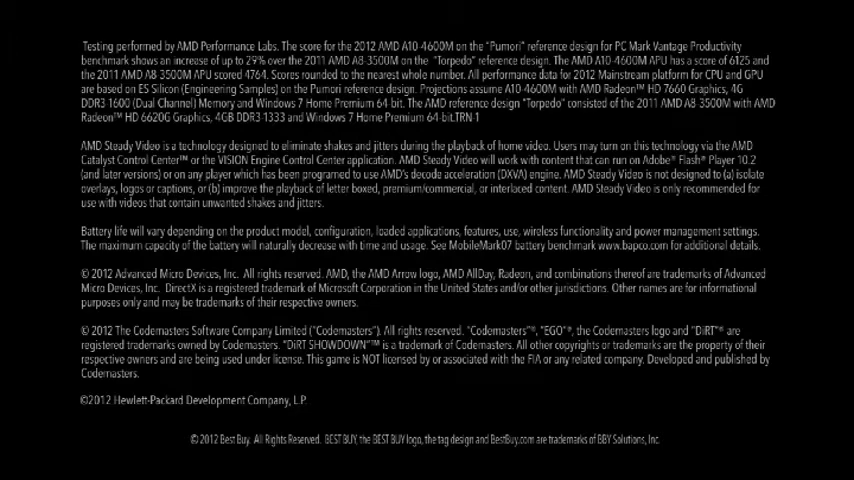 Testing performed by AMD Performance Labs. The score for the 2012 AMD A10-4600M on the "Pumori" reference design for PC Mark Vantage Productivity
benchmark shows an increase of up to 29% over the 2011 AMD A8-3500M on the "Torpedo" reference design. The AMD A10-4600M APU has a score of 6125 and
the 2011 AMD A8-3500M APU scored 4764. Scores rounded to the nearest whole number. All performance data for 2012 Mainstream platform for CPU and GPU
are based on ES Silicon (Engineering Samples) on the Pumori reference design. Projections assume A10-4600M with AMD Radeon™ HD 7660 Graphics, 4G
DDR3-1600 (Dual Channel) Memory and Windows 7 Home Premium 64-bit. The AMD reference design "Torpedo" consisted of the 2011 AMD A8-3500M with AMD
Radeon™ HD 6620G Graphics, 4GB DDR3-1333 and Windows 7 Home Premium 64-bit.TRN-1
AMD Steady Video is a technology designed to eliminate shakes and jitters during the playback of home video. Users may turn on this technology via the AMD
Catalyst Control Center™ or the VISION Engine Control Center application. AMD Steady Video will work with content that can run on Adobe® Flash® Player 10.2
(and later versions) or on any player which has been programed to use AMD's decode acceleration (DXVA) engine. AMD Steady Video is not designed to (a) isolate
overlays, logos or captions, or (b) improve the playback of letter boxed, premium/commercial, or interlaced content. AMD Steady Video is only recommended for
use with videos that contain unwanted shakes and jitters.
Battery life will vary depending on the product model, configuration, loaded applications, features, use, wireless functionality and power management settings.
The maximum capacity of the battery will naturally decrease with time and usage. See MobileMark07 battery benchmark www.bapco.com for additional details.
© 2012 Advanced Micro Devices, Inc. All rights reserved. AMD, the AMD Arrow logo, AMD AllDay, Radeon, and combinations thereof are trademarks of Advanced
Micro Devices, Inc. DirectX is a registered trademark of Microsoft Corporation in the United States and/or other jurisdictions. Other names are for informational
purposes only and may be trademarks of their respective owners.
© 2012 The Codemasters Software Company Limited ("Codemasters"). All rights reserved. "Codemasters"®, "EGO"®, the Codemasters logo and "DiRT"® are
registered trademarks owned by Codemasters. "DiRT SHOWDOWN"™ is a trademark of Codemasters. All other copyrights or trademarks are the property of their
respective owners and are being used under license. This game is NOT licensed by or associated with the FIA or any related company. Developed and published by
Codemasters.
©2012 Hewlett-Packard Development Company, L.P.
© 2012 Best Buy. All Rights Reserved. BEST BUY, the BEST BUY logo, the tag design and BestBuy.com are trademarks of BBY Solutions, Inc.